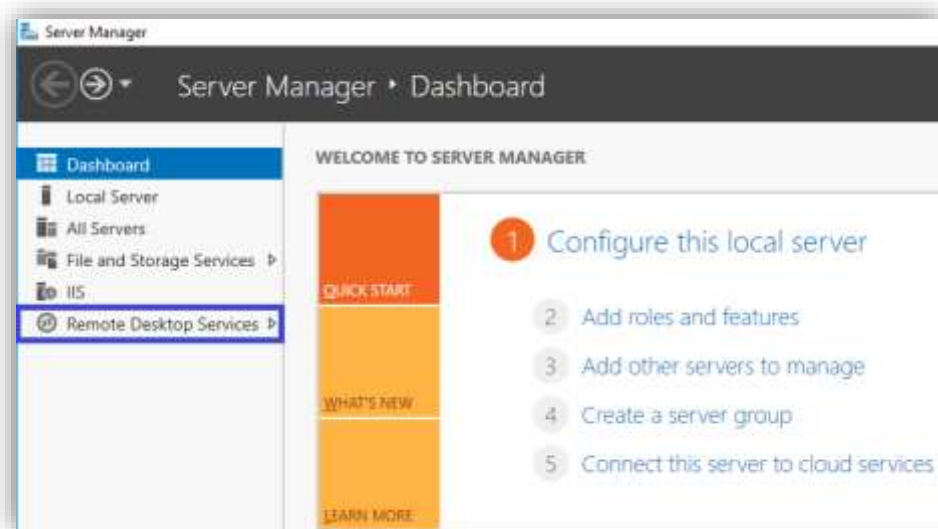 Server Manager
Server Manager • Dashboard
Dashboard
Local Server
All Servers
File and Storage Services
IIS
Remote Desktop Services
WELCOME TO SERVER MANAGER
QUICK START
WHAT'S NEW
LEARN MORE
1 Configure this local server
2 Add roles and features
3 Add other servers to manage
4 Create a server group
5 Connect this server to cloud services